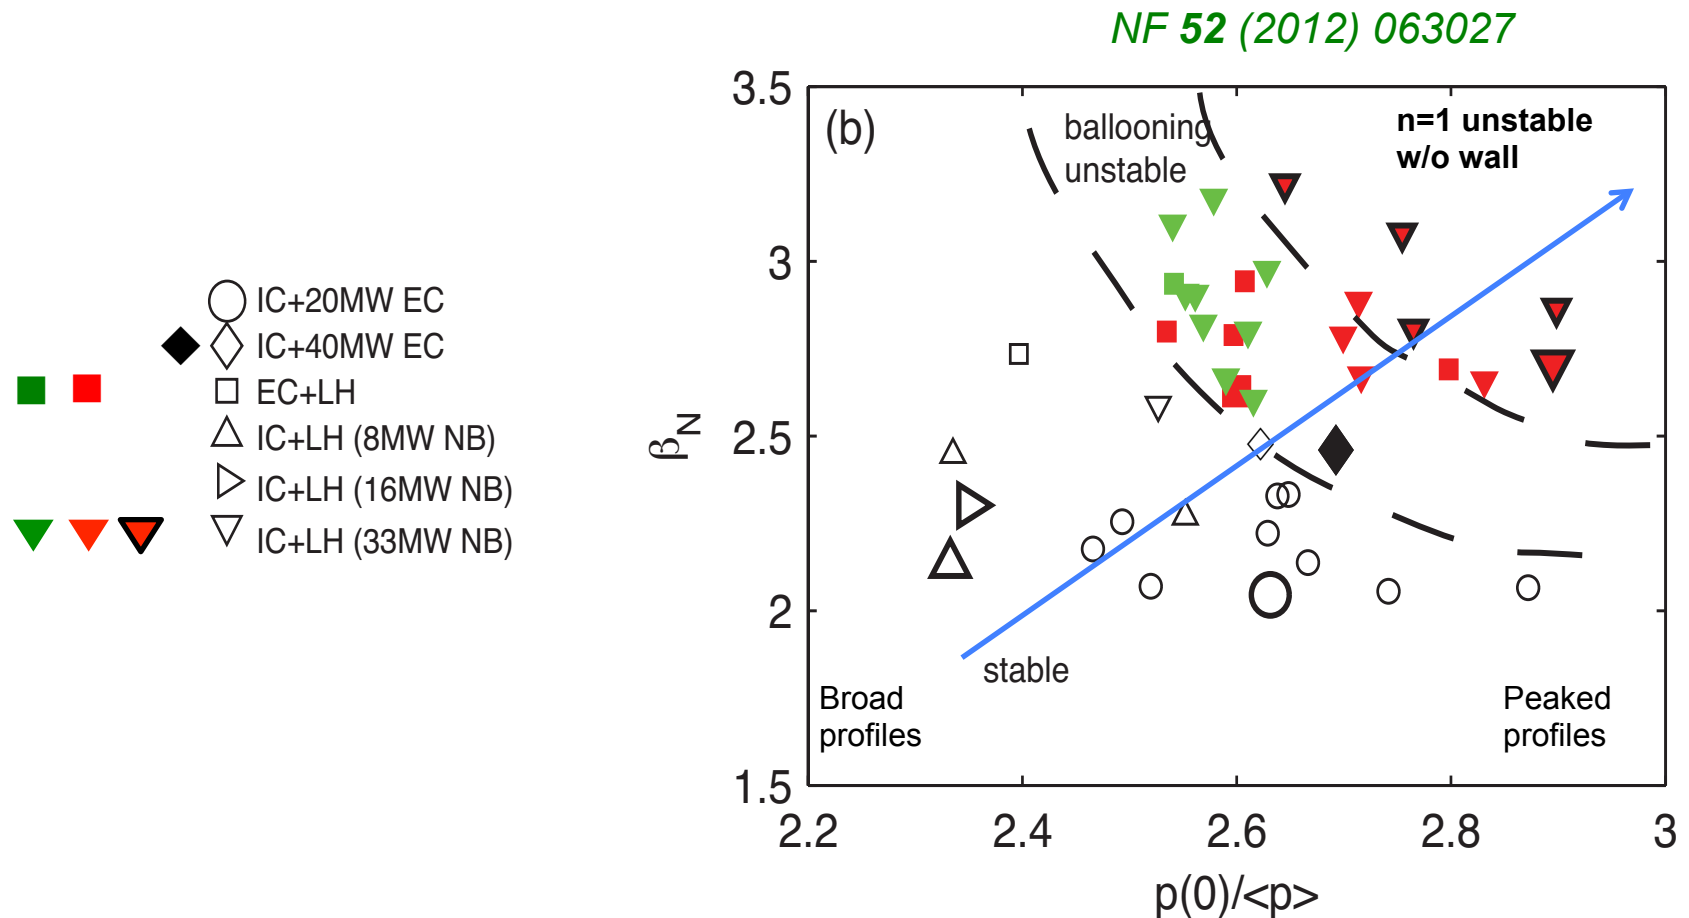 NF 52 (2012) 063027
IC+20MW EC
IC+40MW EC
EC+LH
IC+LH (8MW NB)
IC+LH (16MW NB)
IC+LH (33MW NB)
(b)
ballooning
unstable
n=1 unstable
w/o wall
stable
Broad
profiles
Peaked
profiles
βN
3.5
3
2.5
2
1.5
2.2
2.4
2.6
2.8
3
p(0)/<p>